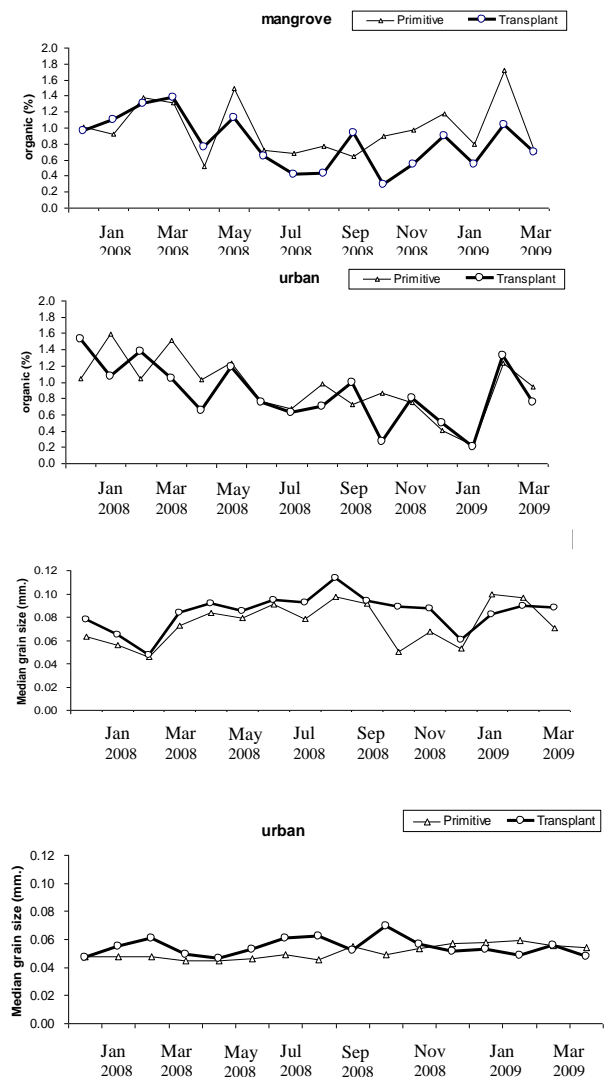 mangrove Primitive Transplant
2.0
1.8
1.6
1.4
1.2
1.0
0.8
0.6
0.4
0.2
0.0
organic (%)
Jan Mar May Jul Sep Nov Jan Mar
2008 2008 2008 2008 2008 2008 2009 2009
urban Primitive Transplant
2.0
1.8
1.6
1.4
1.2
1.0
0.8
0.6
0.4
0.2
0.0
organic (%)
Jan Mar May Jul Sep Nov Jan Mar
2008 2008 2008 2008 2008 2008 2009 2009
0.12
0.10
0.08
0.06
0.04
0.02
0.00
Median grain size (mm.)
Jan Mar May Jul Sep Nov Jan Mar
2008 2008 2008 2008 2008 2008 2009 2009
urban Primitive Transplant
0.12
0.10
0.08
0.06
0.04
0.02
0.00
Median grain size (mm.)
Jan Mar May Jul Sep Nov Jan Mar
2008 2008 2008 2008 2008 2008 2009 2009